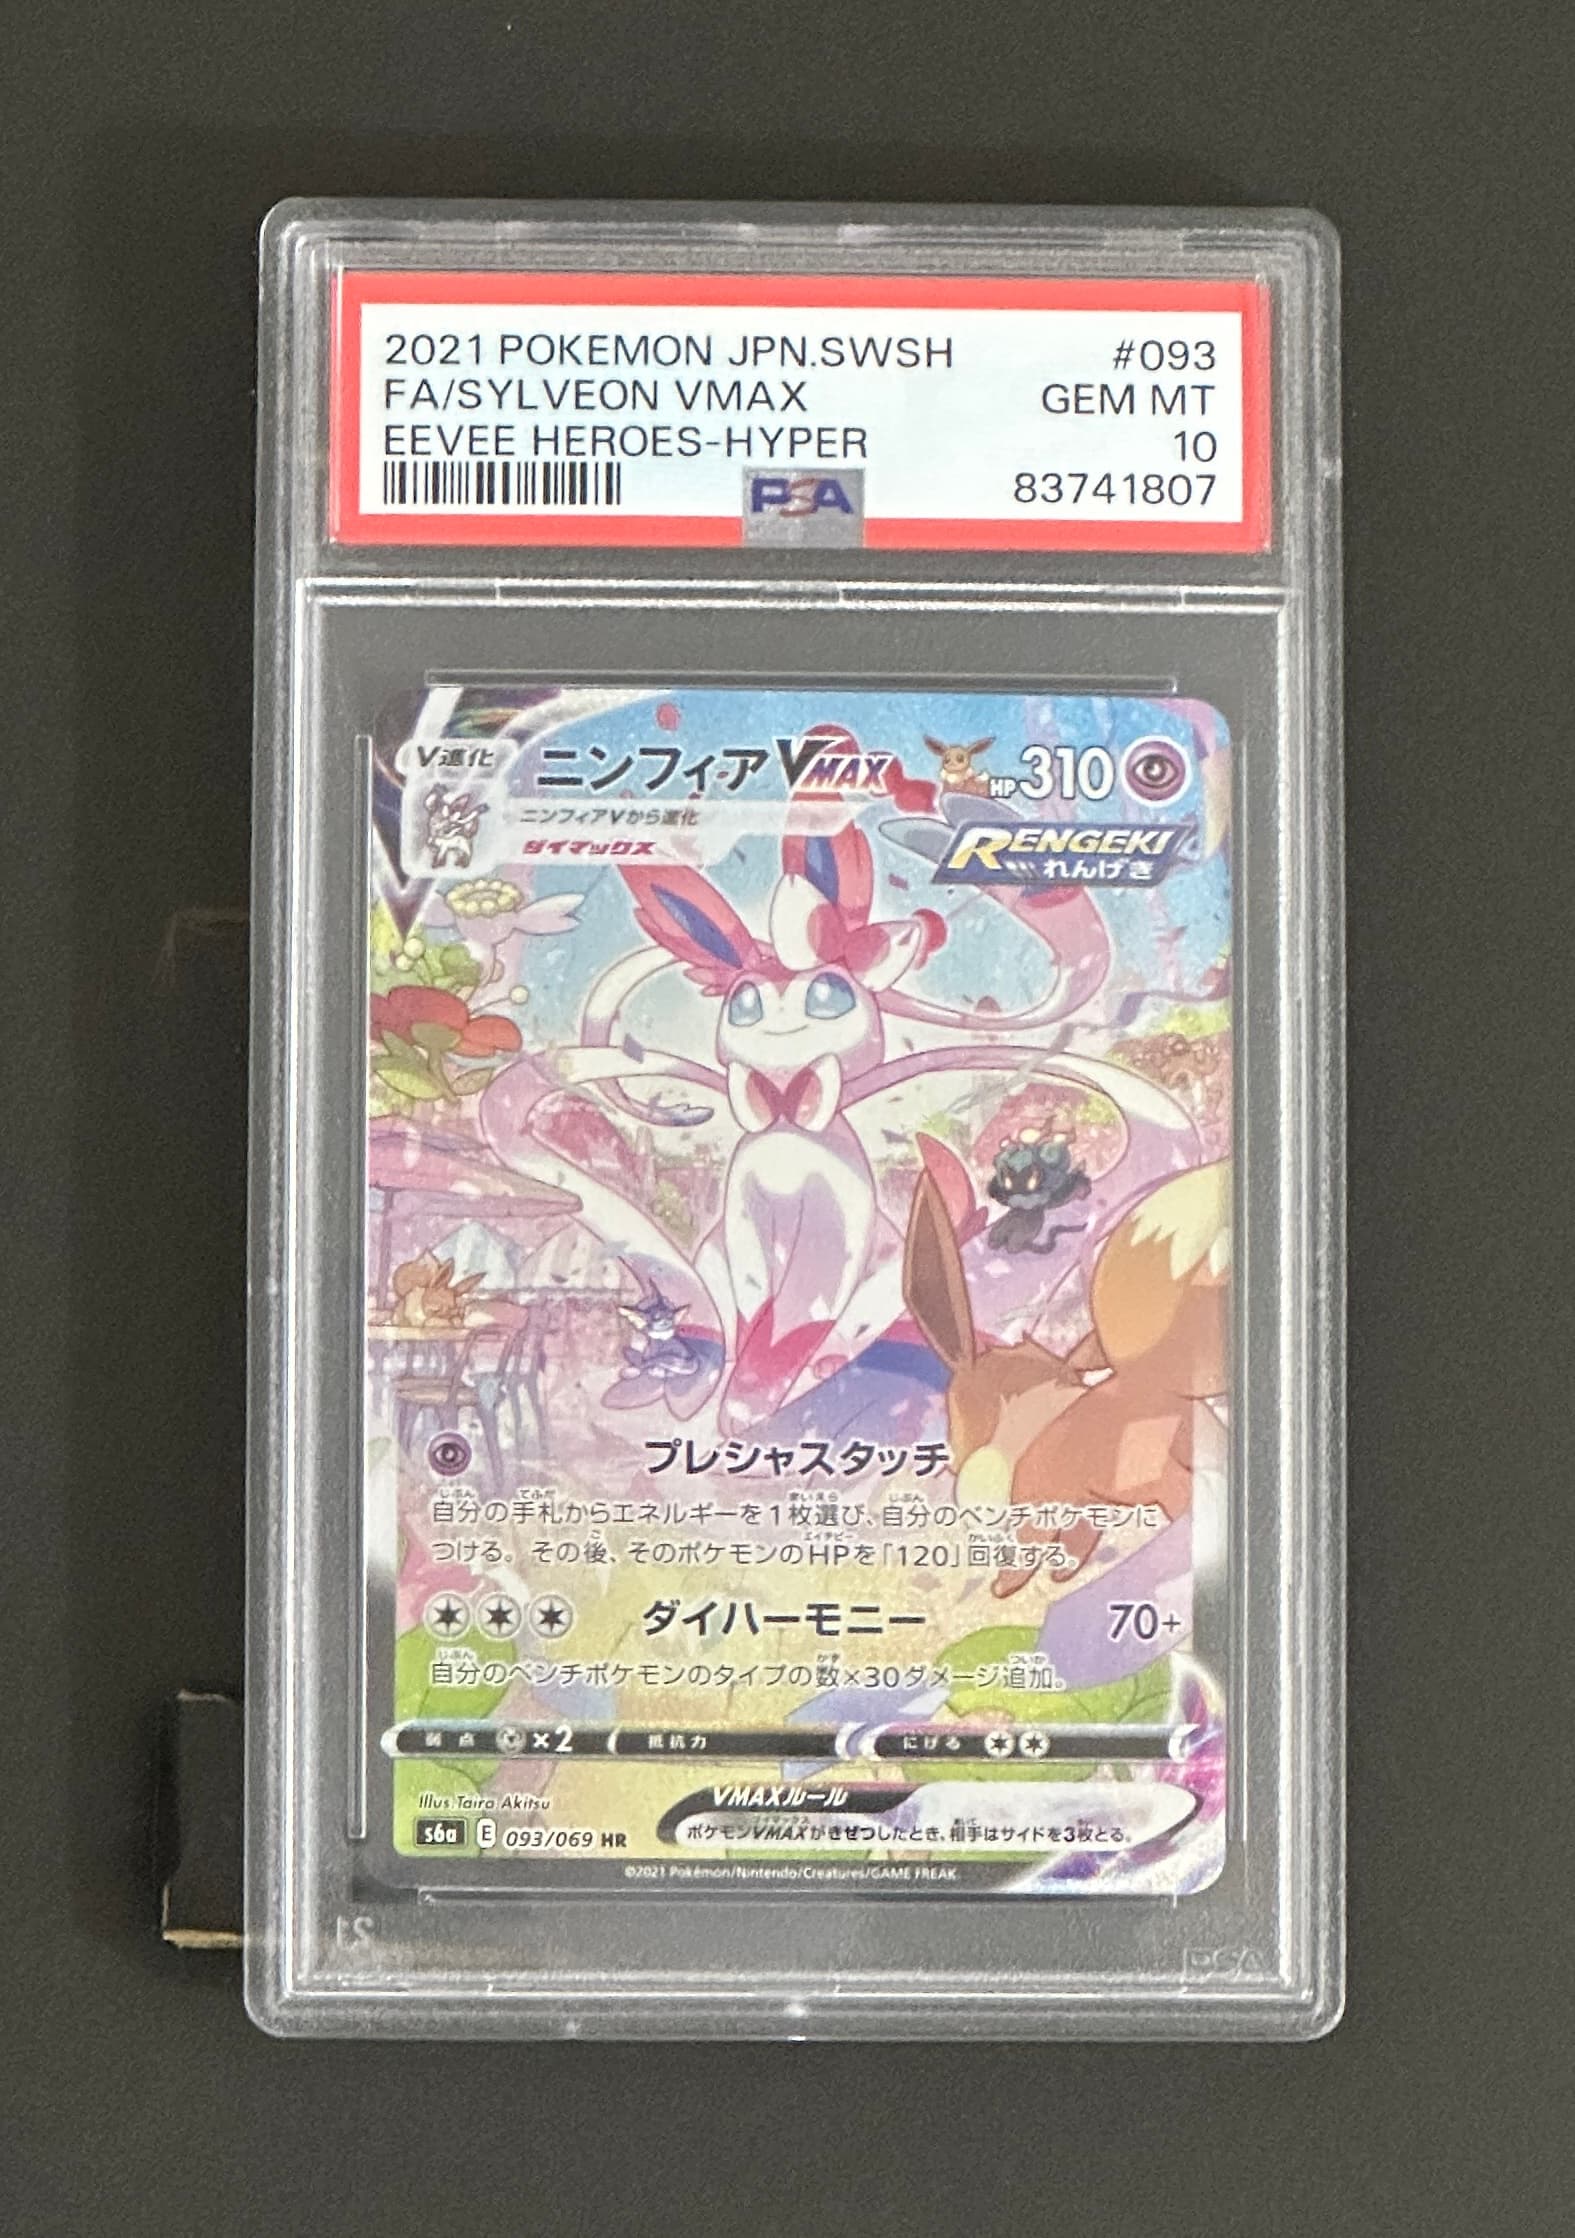 2021 POKEMON JPN.SWSH #093
FA/SYLVEON VMAX GEM MT
EEVEE HEROES-HYPER 10
PSA 83741807
V進化 ニンフィアVMAX HP310
ニンフィアVから進化
ダイマックス
RENGEKI
れんげき
プレシャスタッチ
自分の手札からエネルギーを1枚選び、自分のベンチポケモンに
つける。その後、そのポケモンのHPを「120」回復する。
ダイハーモニー 70+
自分のベンチポケモンのタイプの数×30ダメージ追加。
弱点 ×2 抵抗力 にげる
Illus. Taira Akitsu
VMAXルール
s6a E 093/069 HR
ポケモンVMAXがきぜつしたとき、相手はサイドを3枚とる。
©2021 Pokémon/Nintendo/Creatures/GAME FREAK
PSA